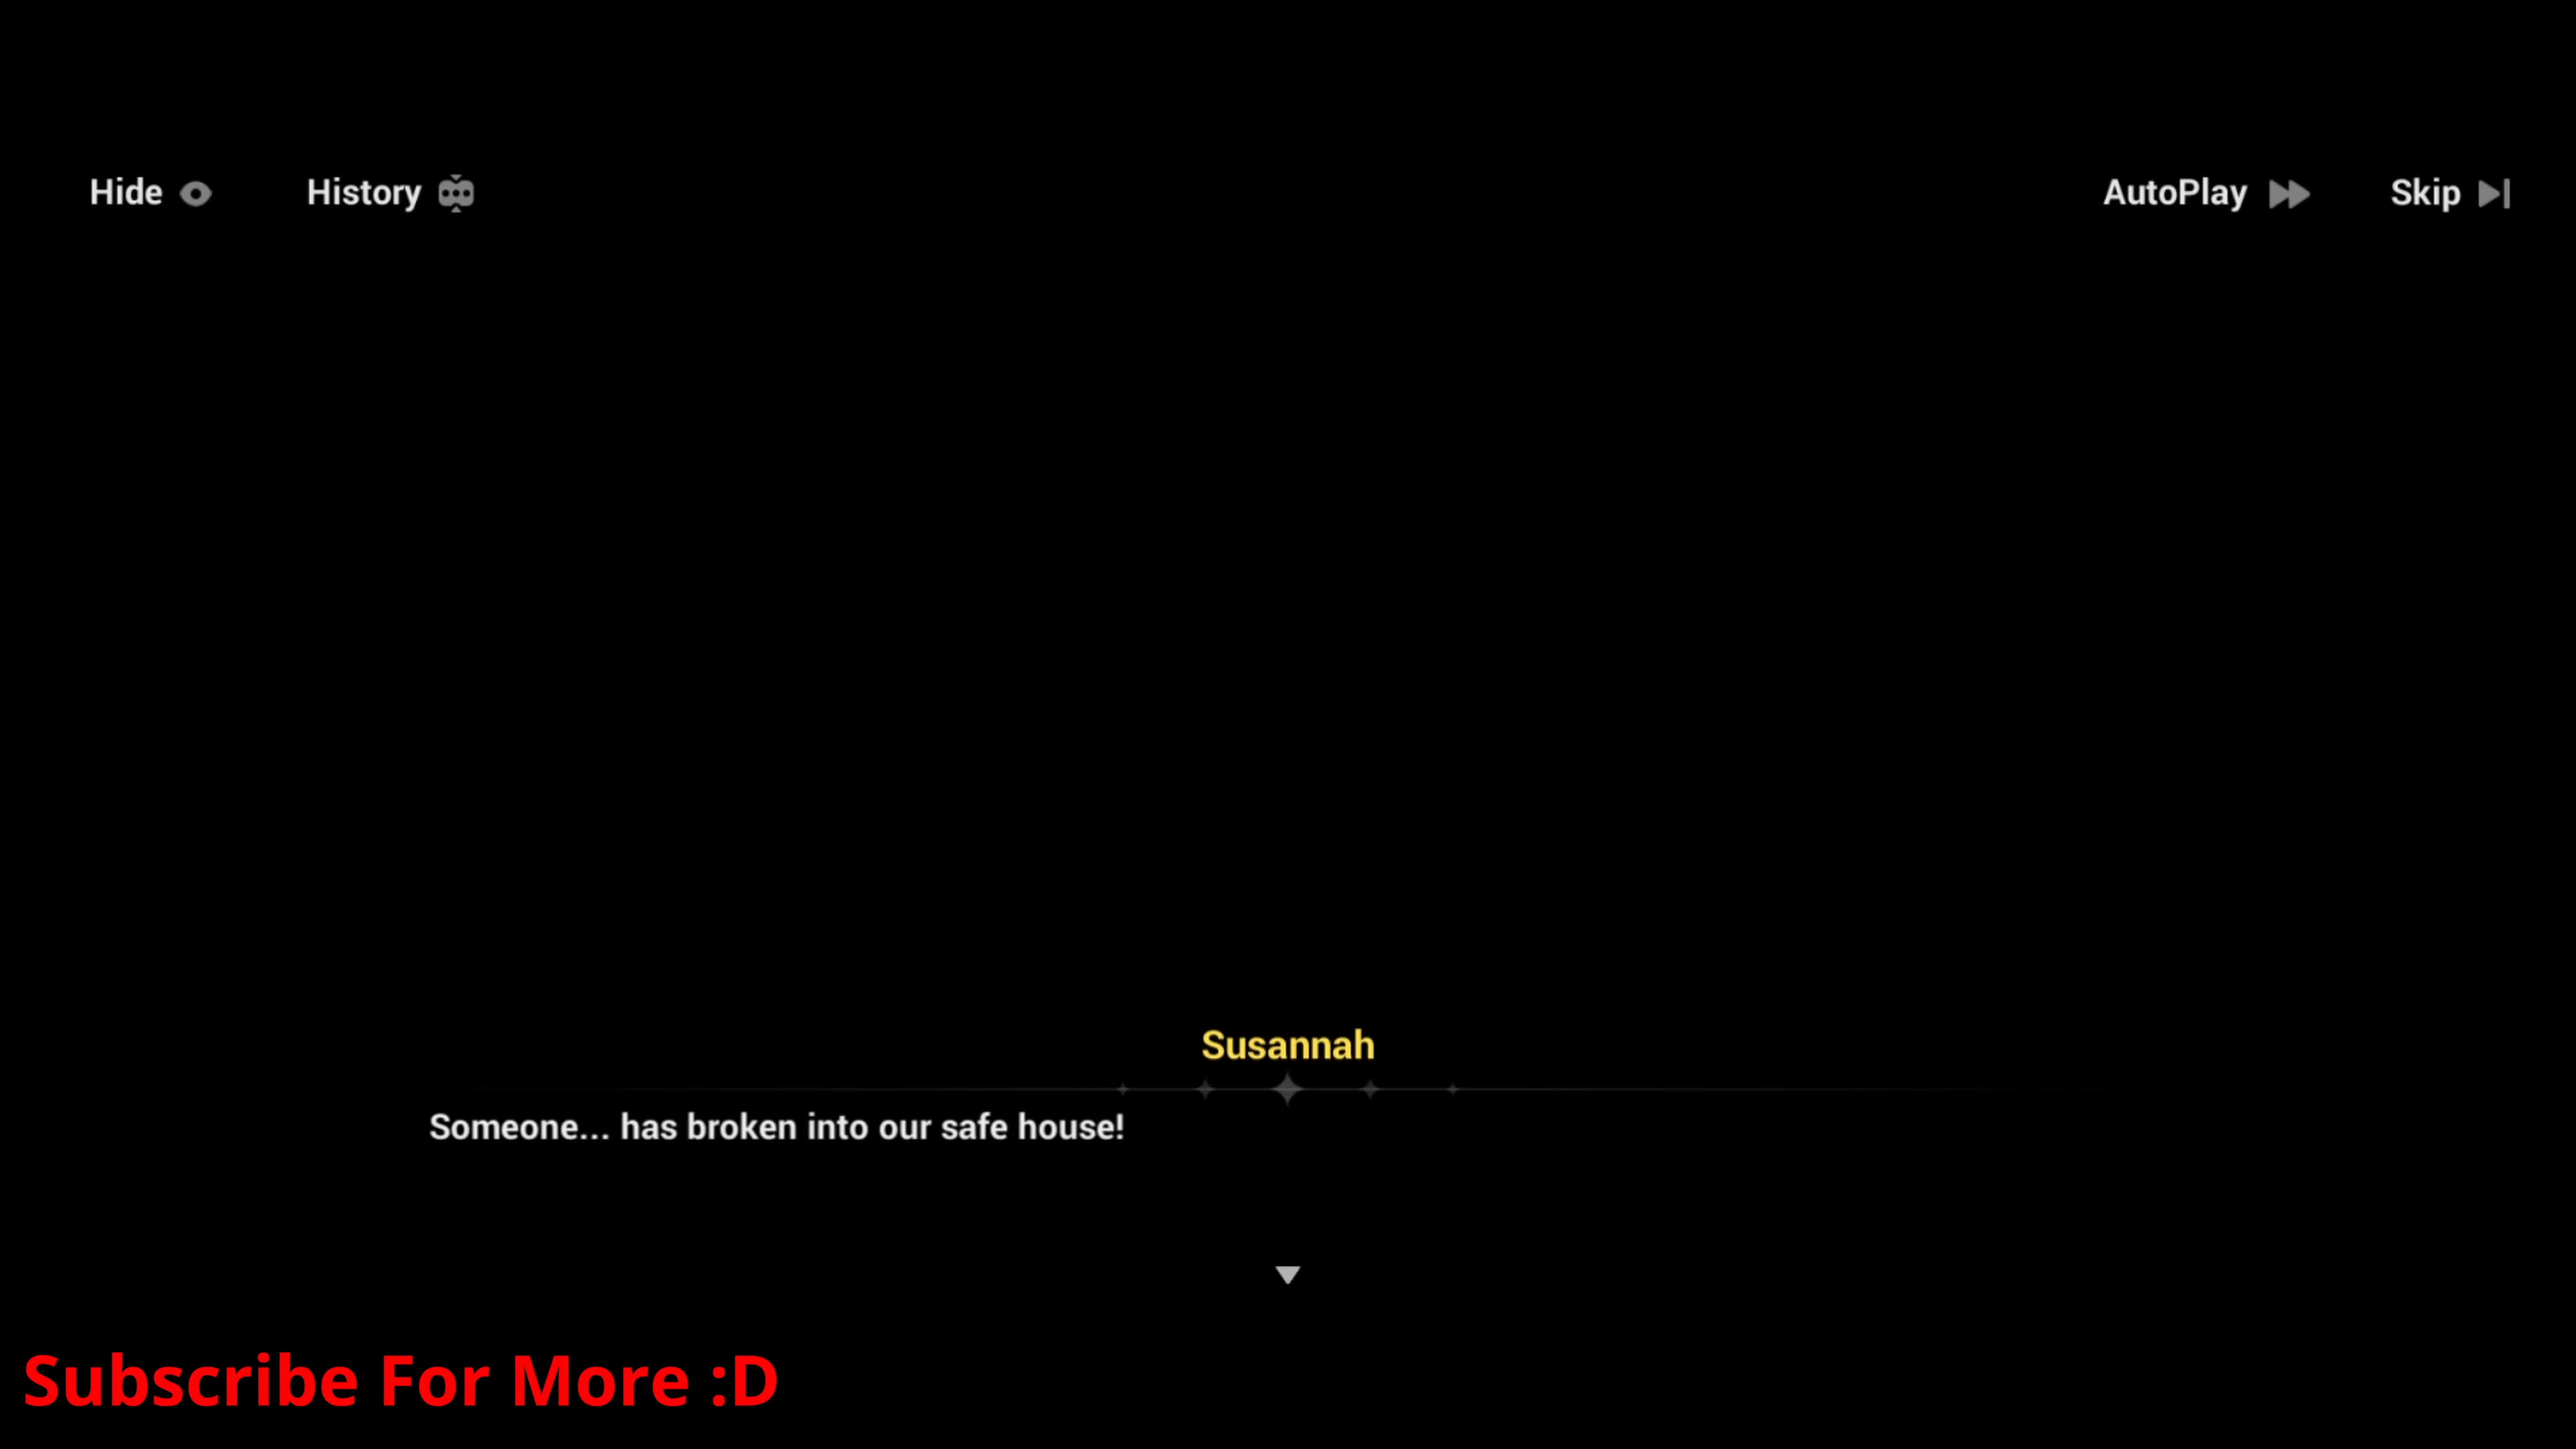 Hide
History
AutoPlay
Skip
Susannah
Someone... has broken into our safe house!
Subscribe For More :D